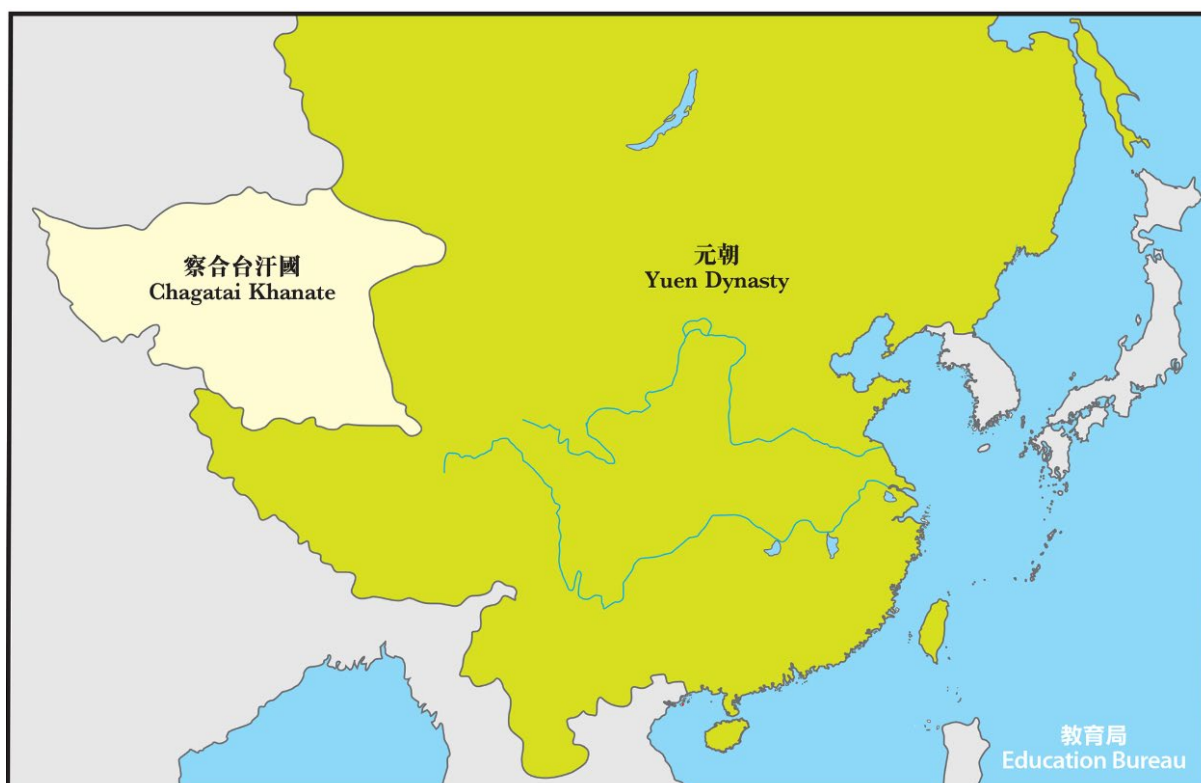 察合台汗國
Chagatai Khanate
元朝
Yuen Dynasty
教育局
Education Bureau